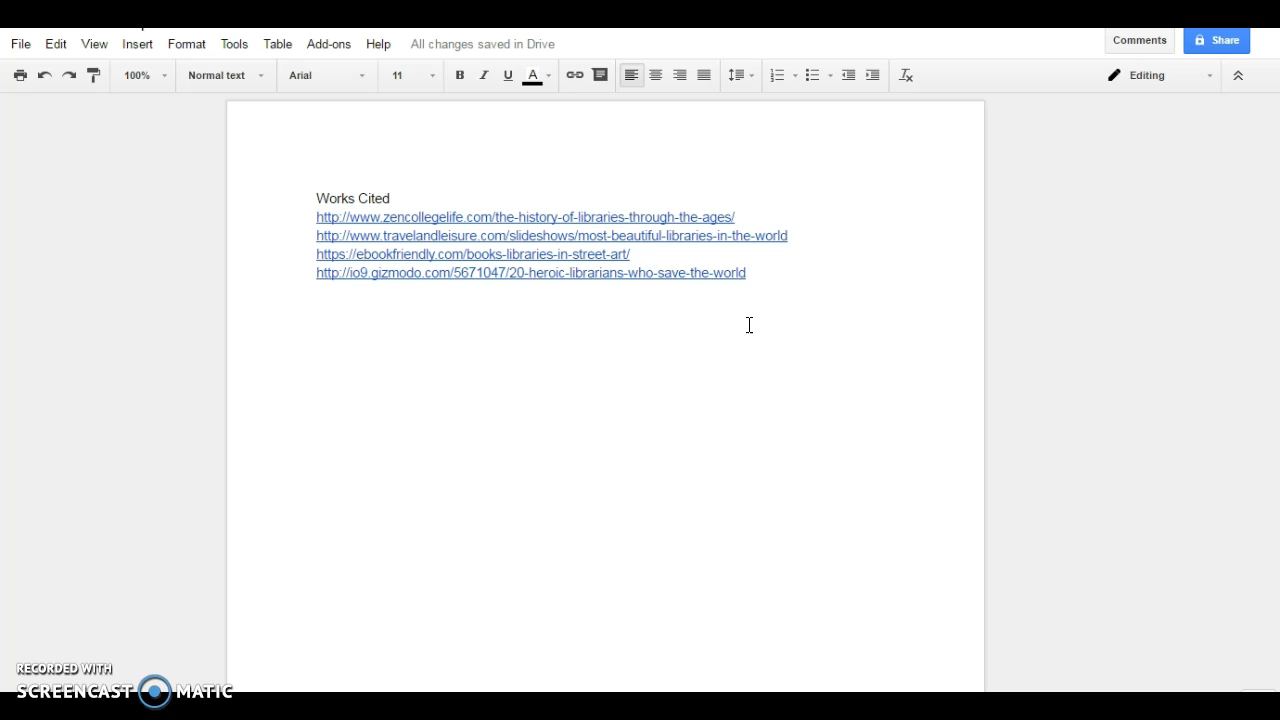 File Edit View Insert Format Tools Table Add-ons Help All changes saved in Drive
Comments Share
100% Normal text Arial 11 B I U A Editing
Works Cited
http://www.zencollegelife.com/the-history-of-libraries-through-the-ages/
http://www.travelandleisure.com/slideshows/most-beautiful-libraries-in-the-world
https://ebookfriendly.com/books-libraries-in-street-art/
http://io9.gizmodo.com/5671047/20-heroic-librarians-who-save-the-world
RECORDED WITH
SCREENCAST MATIC